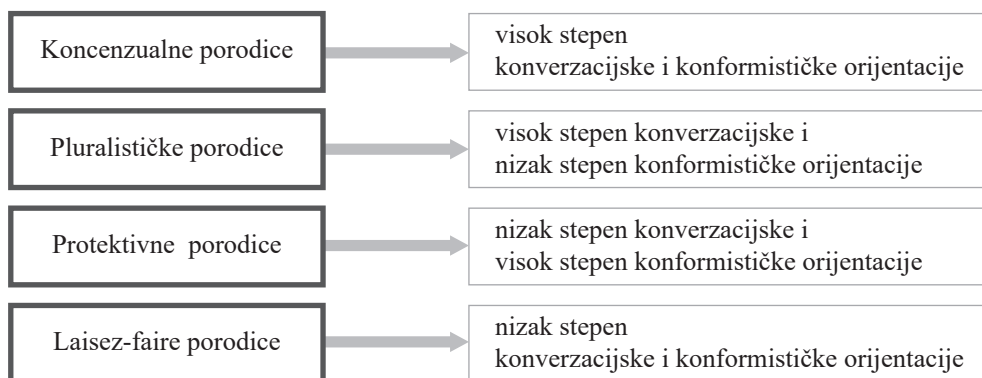 Koncenzualne porodice
visok stepen
konverzacijske i konformističke orijentacije
Pluralističke porodice
visok stepen konverzacijske i
nizak stepen konformističke orijentacije
Protektivne porodice
nizak stepen konverzacijske i
visok stepen konformističke orijentacije
Laisez-faire porodice
nizak stepen
konverzacijske i konformističke orijentacije